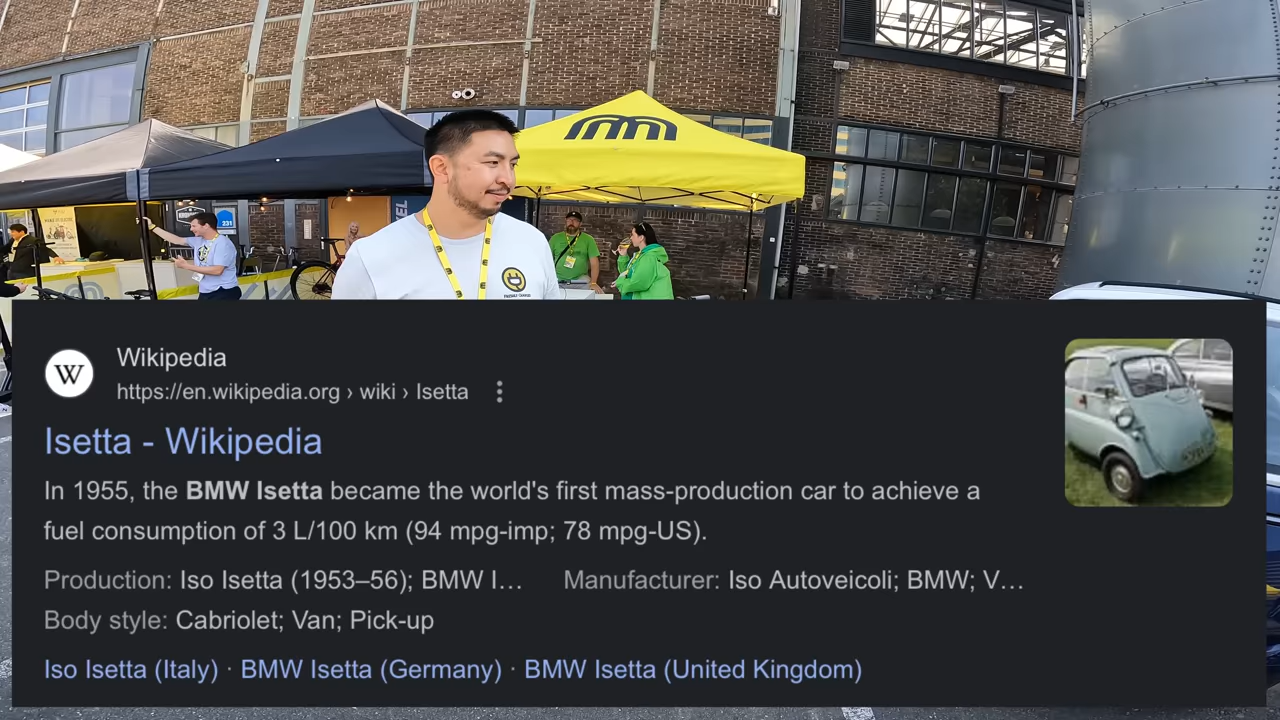 231
Wikipedia
https://en.wikipedia.org › wiki › Isetta
Isetta - Wikipedia
In 1955, the BMW Isetta became the world's first mass-production car to achieve a
fuel consumption of 3 L/100 km (94 mpg-imp; 78 mpg-US).
Production: Iso Isetta (1953–56); BMW I… Manufacturer: Iso Autoveicoli; BMW; V…
Body style: Cabriolet; Van; Pick-up
Iso Isetta (Italy) · BMW Isetta (Germany) · BMW Isetta (United Kingdom)